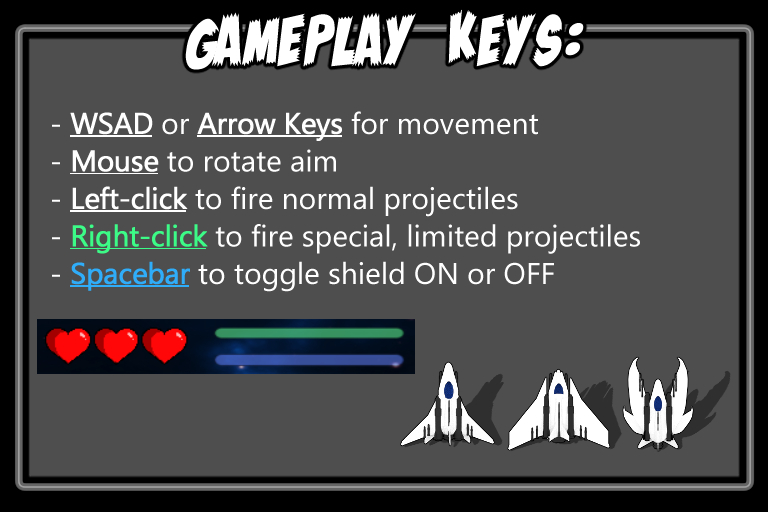 GAMEPLAY KEYS:
- WSAD or Arrow Keys for movement
- Mouse to rotate aim
- Left-click to fire normal projectiles
- Right-click to fire special, limited projectiles
- Spacebar to toggle shield ON or OFF